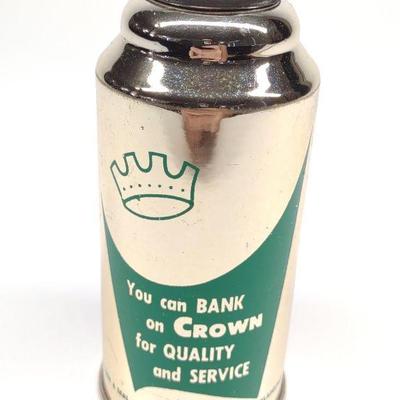 You can BANK
on CROWN
for QUALITY
and SERVICE